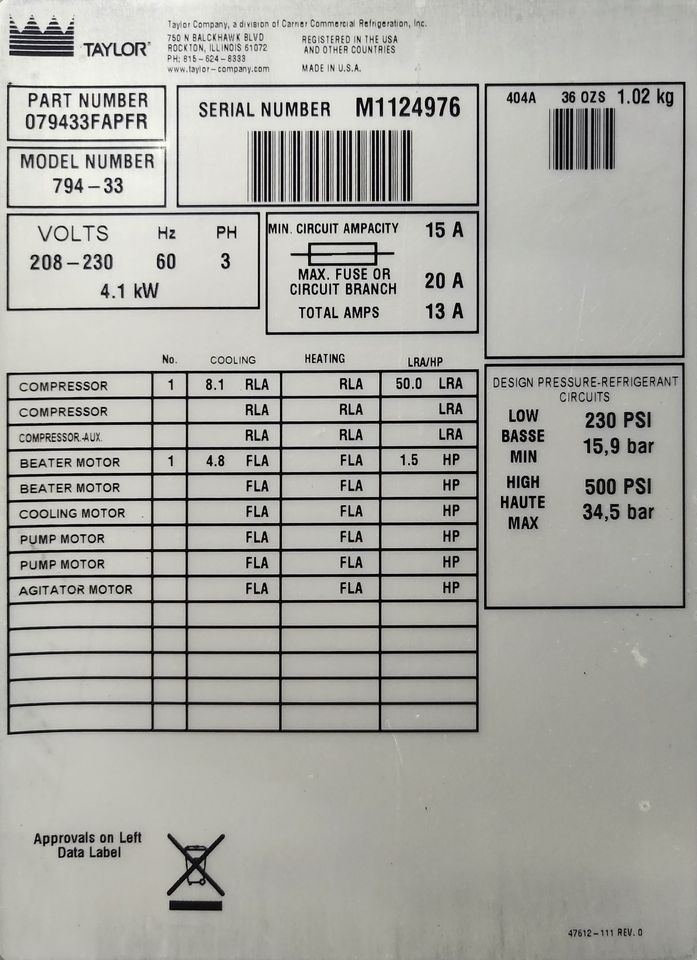 TAYLOR
Taylor Company, a division of Carrier Commercial Refrigeration, Inc.
750 N BALCKHAWK BLVD
ROCKTON, ILLINOIS 61072
PH: 815-624-8333
www.taylor-company.com
REGISTERED IN THE USA
AND OTHER COUNTRIES
MADE IN U.S.A.
PART NUMBER
079433FAPFR
MODEL NUMBER
794-33
SERIAL NUMBER M1124976
404A 36 OZS 1.02 kg
VOLTS Hz PH
208-230 60 3
4.1 kW
MIN. CIRCUIT AMPACITY 15 A
MAX. FUSE OR
CIRCUIT BRANCH 20 A
TOTAL AMPS 13 A
No. COOLING HEATING LRA/HP
COMPRESSOR 1 8.1 RLA RLA 50.0 LRA
COMPRESSOR RLA RLA LRA
COMPRESSOR.-AUX. RLA RLA LRA
BEATER MOTOR 1 4.8 FLA FLA 1.5 HP
BEATER MOTOR FLA FLA HP
COOLING MOTOR FLA FLA HP
PUMP MOTOR FLA FLA HP
PUMP MOTOR FLA FLA HP
AGITATOR MOTOR FLA FLA HP
DESIGN PRESSURE-REFRIGERANT
CIRCUITS
LOW
BASSE
MIN
230 PSI
15,9 bar
HIGH
HAUTE
MAX
500 PSI
34,5 bar
Approvals on Left
Data Label
47612-111 REV. 0